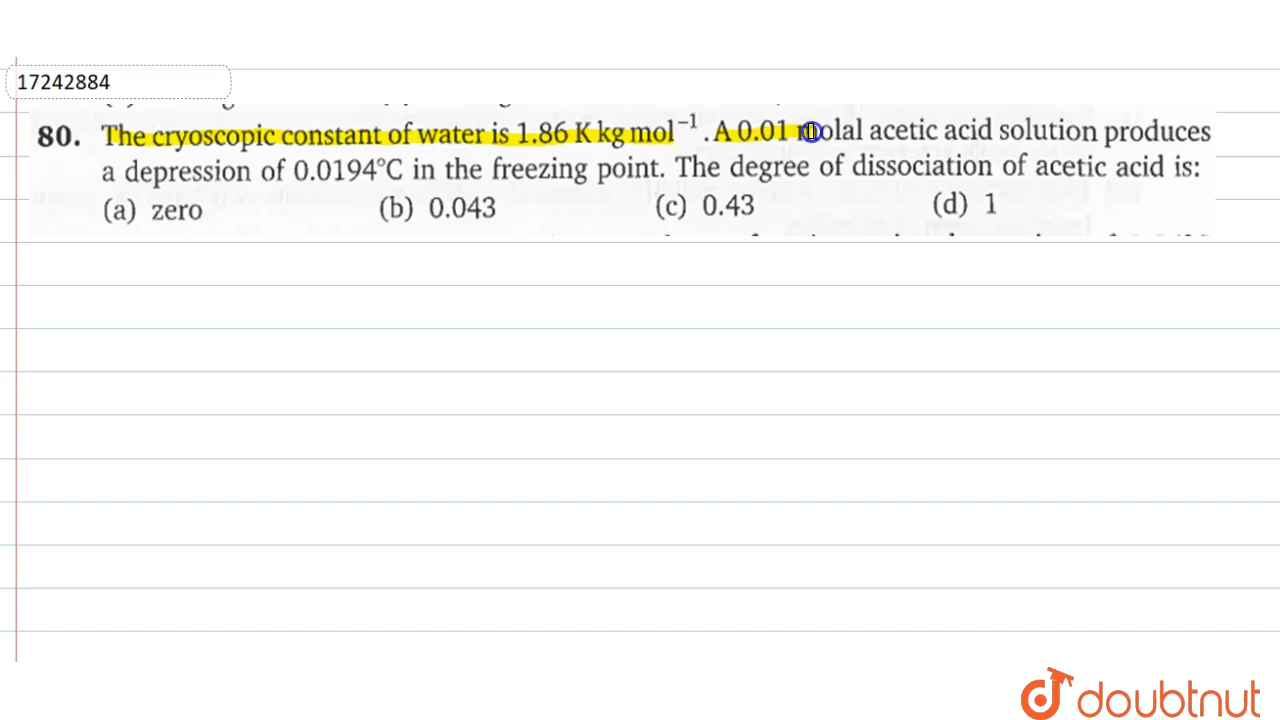 17242884
80. The cryoscopic constant of water is 1.86 K kg mol⁻¹. A 0.01 molal acetic acid solution produces
a depression of 0.0194°C in the freezing point. The degree of dissociation of acetic acid is:
(a) zero (b) 0.043 (c) 0.43 (d) 1
doubtnut